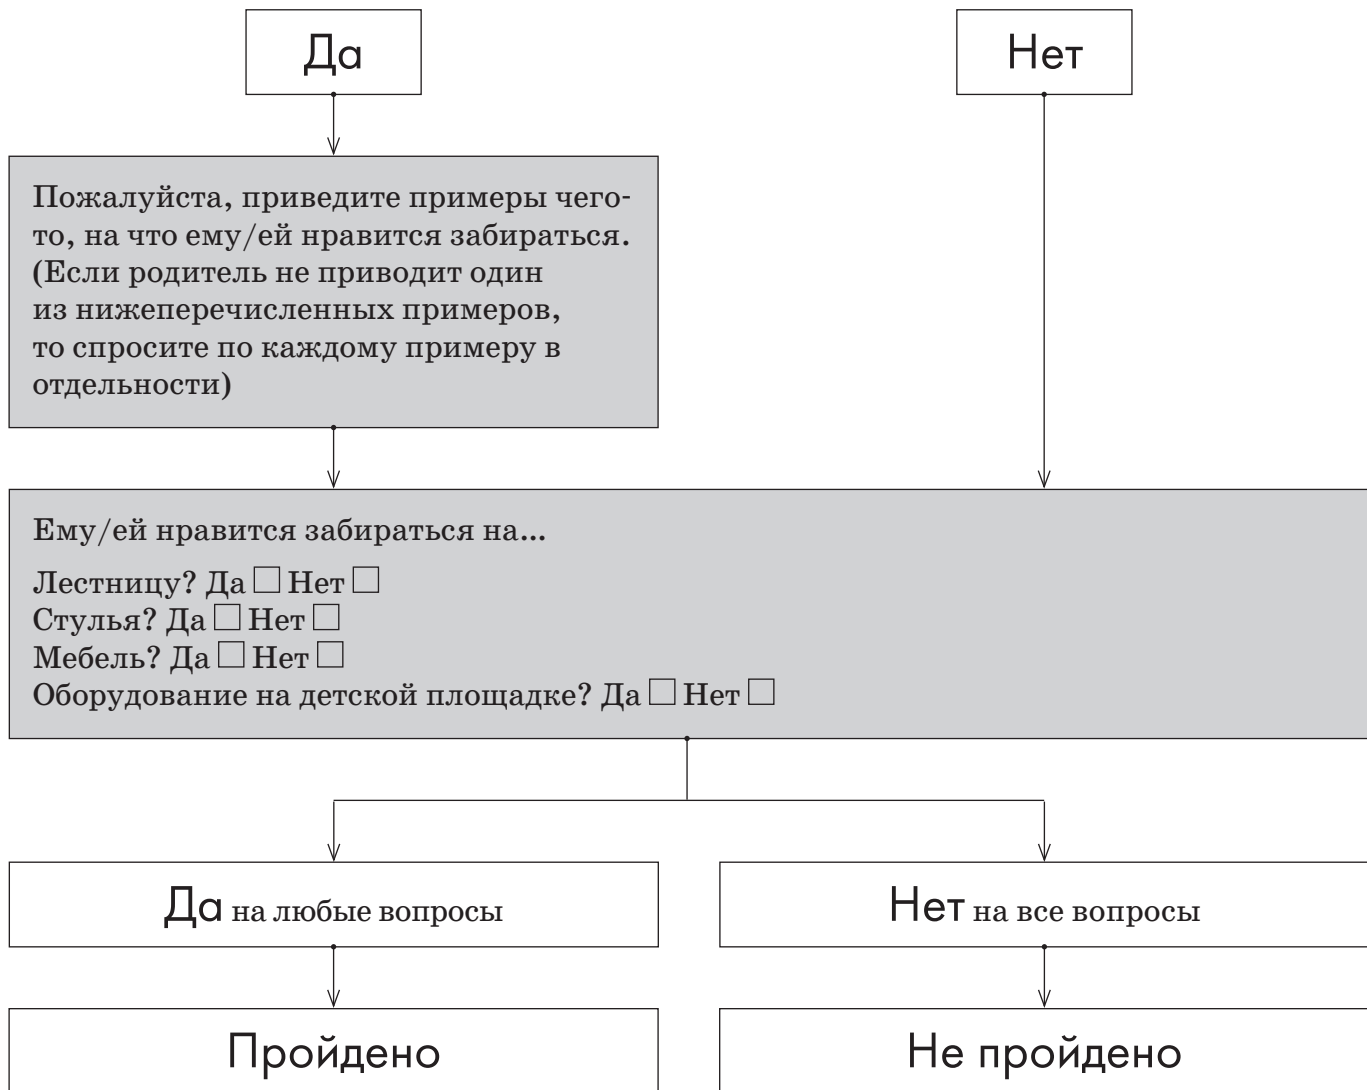 Да
Нет
Пожалуйста, приведите примеры чего-
то, на что ему/ей нравится забираться.
(Если родитель не приводит один
из нижеперечисленных примеров,
то спросите по каждому примеру в
отдельности)
Ему/ей нравится забираться на...
Лестницу? Да □ Нет □
Стулья? Да □ Нет □
Мебель? Да □ Нет □
Оборудование на детской площадке? Да □ Нет □
Да на любые вопросы
Нет на все вопросы
Пройдено
Не пройдено